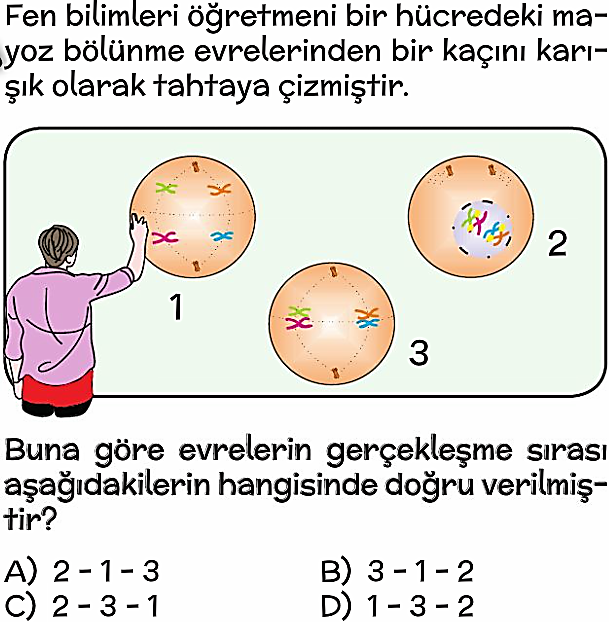 Fen bilimleri öğretmeni bir hücredeki ma-
yoz bölünme evrelerinden bir kaçını karı-
şık olarak tahtaya çizmiştir.
1
2
3
Buna göre evrelerin gerçekleşme sırası
aşağıdakilerin hangisinde doğru verilmiş-
tir?
A) 2 - 1 - 3
B) 3 - 1 - 2
C) 2 - 3 - 1
D) 1 - 3 - 2